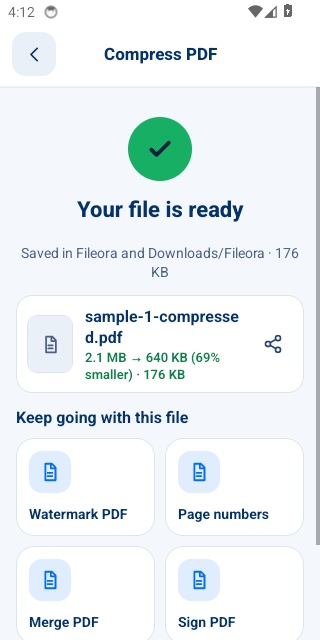 4:12
Compress PDF
Your file is ready
Saved in Fileora and Downloads/Fileora · 176
KB
sample-1-compresse
d.pdf
2.1 MB → 640 KB (69%
smaller) · 176 KB
Keep going with this file
Watermark PDF
Page numbers
Merge PDF
Sign PDF